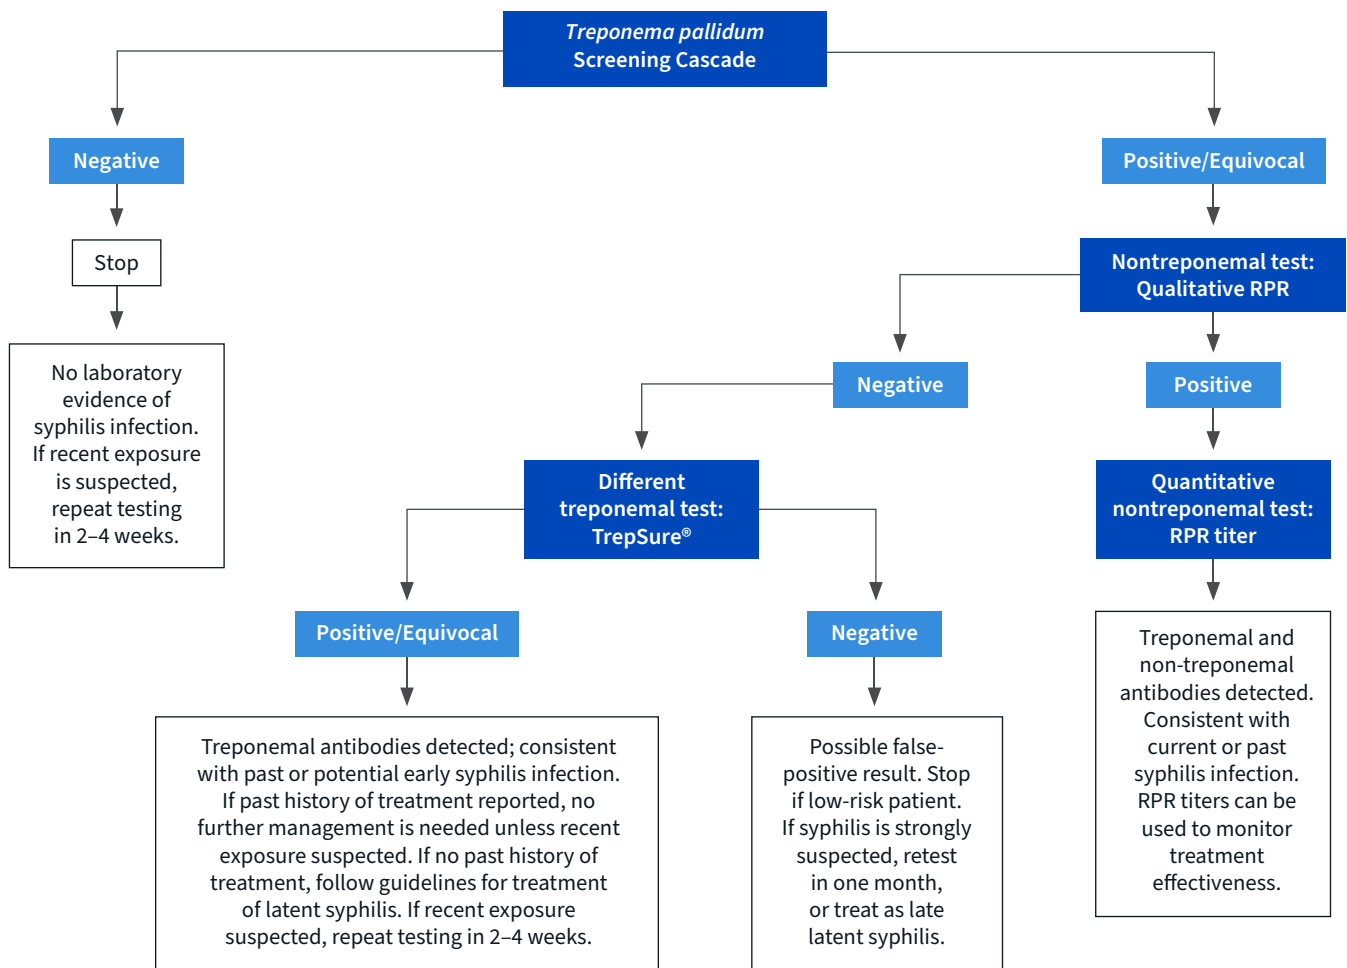 Treponema pallidum
Screening Cascade
Negative
Positive/Equivocal
Stop
Nontreponemal test:
Qualitative RPR
No laboratory
evidence of
syphilis infection.
If recent exposure
is suspected,
repeat testing
in 2–4 weeks.
Negative
Positive
Different
treponemal test:
TrepSure®
Quantitative
nontreponemal test:
RPR titer
Positive/Equivocal
Negative
Treponemal antibodies detected; consistent
with past or potential early syphilis infection.
If past history of treatment reported, no
further management is needed unless recent
exposure suspected. If no past history of
treatment, follow guidelines for treatment
of latent syphilis. If recent exposure
suspected, repeat testing in 2–4 weeks.
Possible false-
positive result. Stop
if low-risk patient.
If syphilis is strongly
suspected, retest
in one month,
or treat as late
latent syphilis.
Treponemal and
non-treponemal
antibodies detected.
Consistent with
current or past
syphilis infection.
RPR titers can be
used to monitor
treatment
effectiveness.